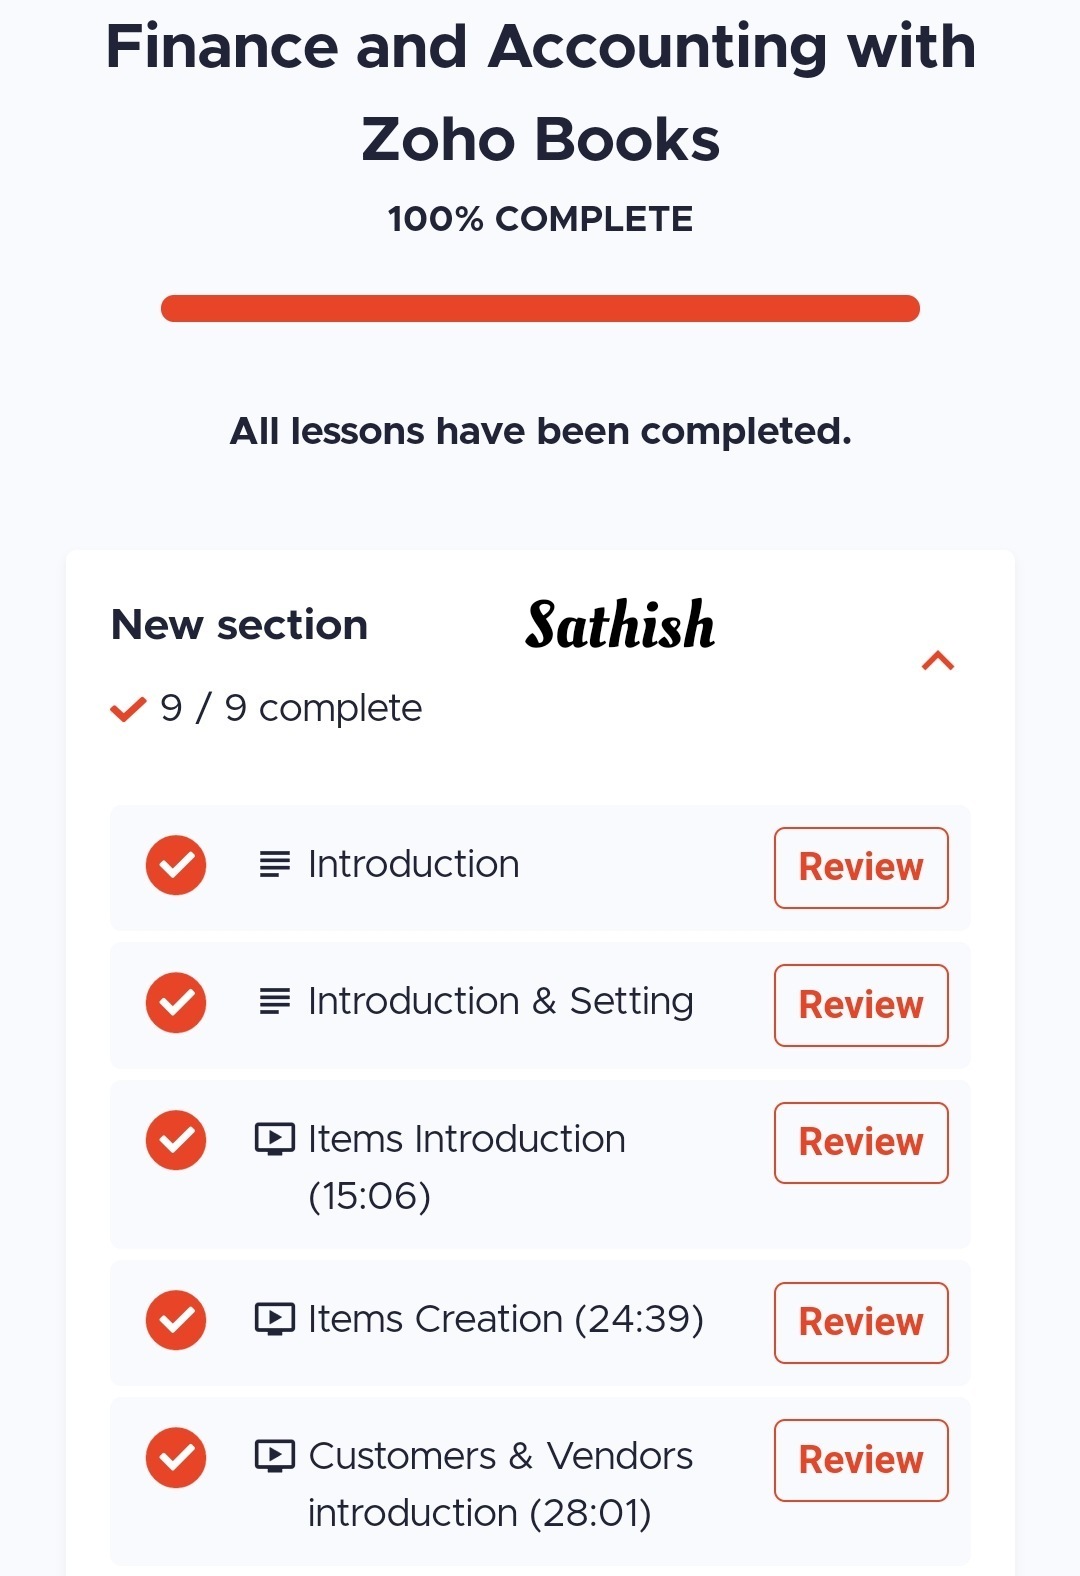 Finance and Accounting with
Zoho Books
100% COMPLETE
All lessons have been completed.
New section
Sathish
9 / 9 complete
Introduction
Review
Introduction & Setting
Review
Items Introduction
(15:06)
Review
Items Creation (24:39)
Review
Customers & Vendors
introduction (28:01)
Review